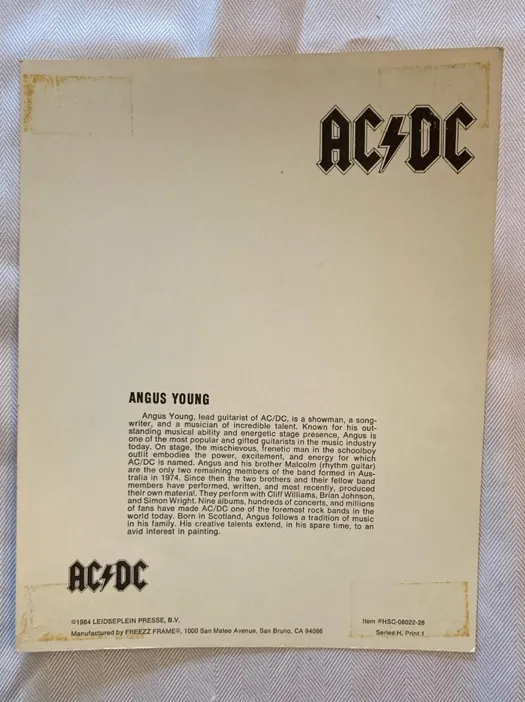 AC⚡DC
ANGUS YOUNG
Angus Young, lead guitarist of AC/DC, is a showman, a song-
writer, and a musician of incredible talent. Known for his out-
standing musical ability and energetic stage presence, Angus is
one of the most popular and gifted guitarists in the music industry
today. On stage, the mischievous, frenetic man in the schoolboy
outfit embodies the power, excitement, and energy for which
AC/DC is named. Angus and his brother Malcolm (rhythm guitar)
are the only two remaining members of the band formed in Aus-
tralia in 1974. Since then the two brothers and their fellow band
members have performed, written, and most recently, produced
their own material. They perform with Cliff Williams, Brian Johnson,
and Simon Wright. Nine albums, hundreds of concerts, and millions
of fans have made AC/DC one of the foremost rock bands in the
world today. Born in Scotland, Angus follows a tradition of music
in his family. His creative talents extend, in his spare time, to an
avid interest in painting.
AC⚡DC
©1984 LEIDSEPLEIN PRESSE, B.V.
Manufactured by FREEZZ FRAME®, 1000 San Mateo Avenue, San Bruno, CA 94066
Item #HSC-08022-28
Series H, Print 1